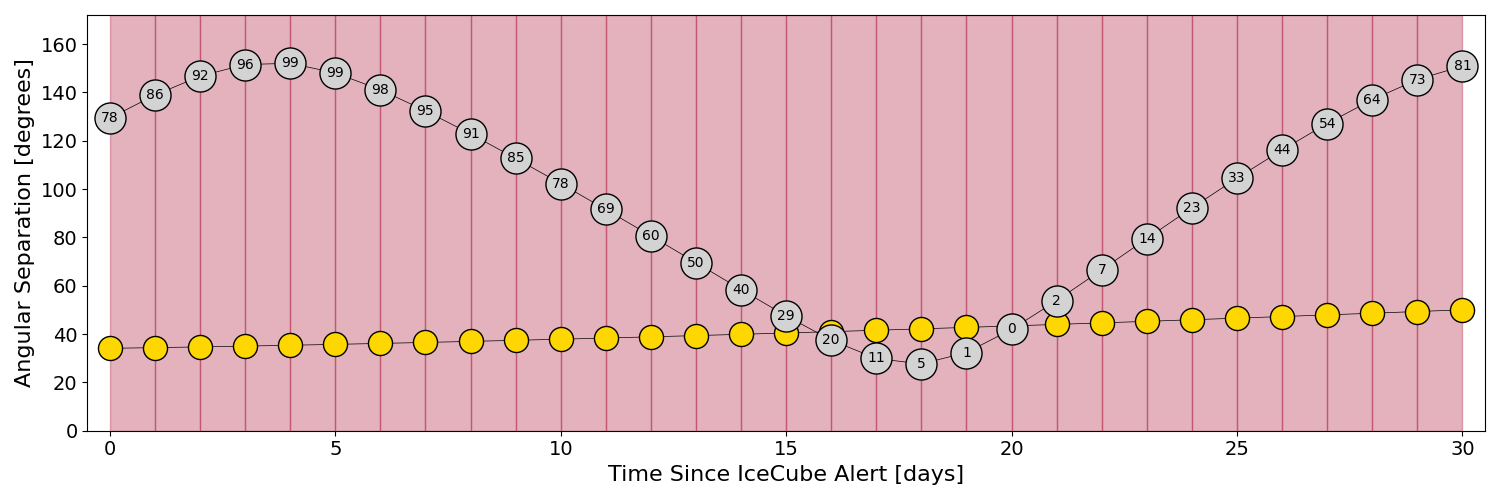 160
140
120
100
80
60
40
20
0
Angular Separation [degrees]
78 86 92 96 99 99 98 95 91 85 78 69 60 50 40 29 20 11 5 1 0 2 7 14 23 33 44 54 64 73 81
0 5 10 15 20 25 30
Time Since IceCube Alert [days]